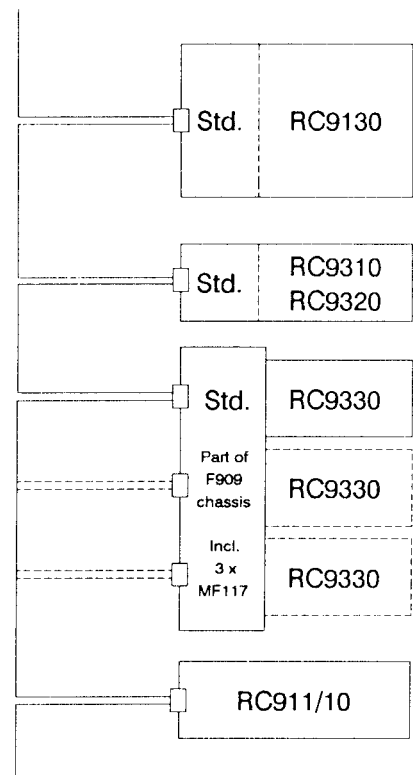 Std.
RC9130
Std.
RC9310
RC9320
Std.
RC9330
Part of
F909
chassis
RC9330
Incl.
3 x
MF117
RC9330
RC911/10